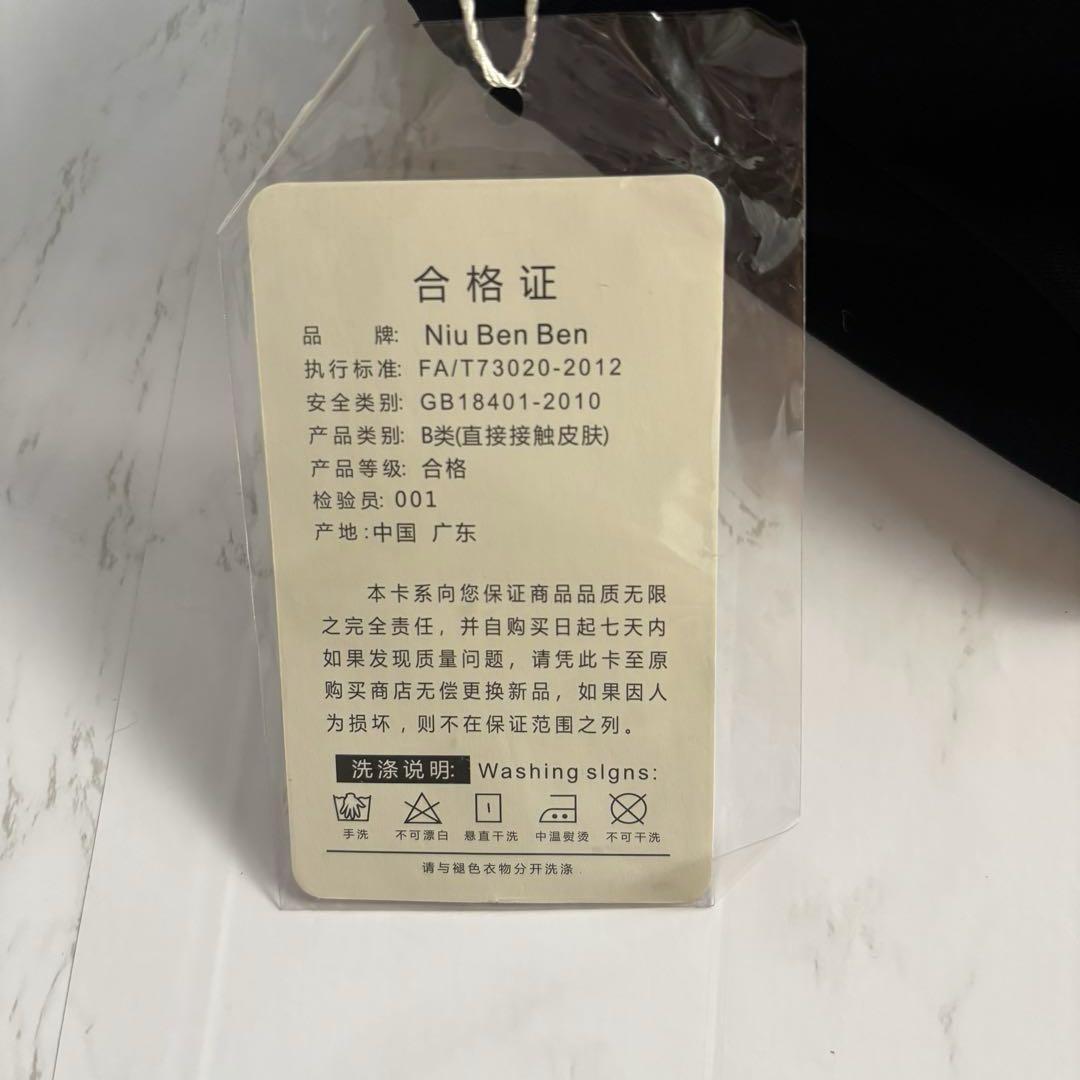 合格证
品 牌: Niu Ben Ben
执行标准: FA/T73020-2012
安全类别: GB18401-2010
产品类别: B类(直接接触皮肤)
产品等级: 合格
检验员: 001
产地:中国 广东
本卡系向您保证商品品质无限
之完全责任，并自购买日起七天内
如果发现质量问题，请凭此卡至原
购买商店无偿更换新品，如果因人
为损坏，则不在保证范围之列。
洗涤说明: Washing sIgns:
手洗 不可漂白 悬直干洗 中温熨烫 不可干洗
请与褪色衣物分开洗涤